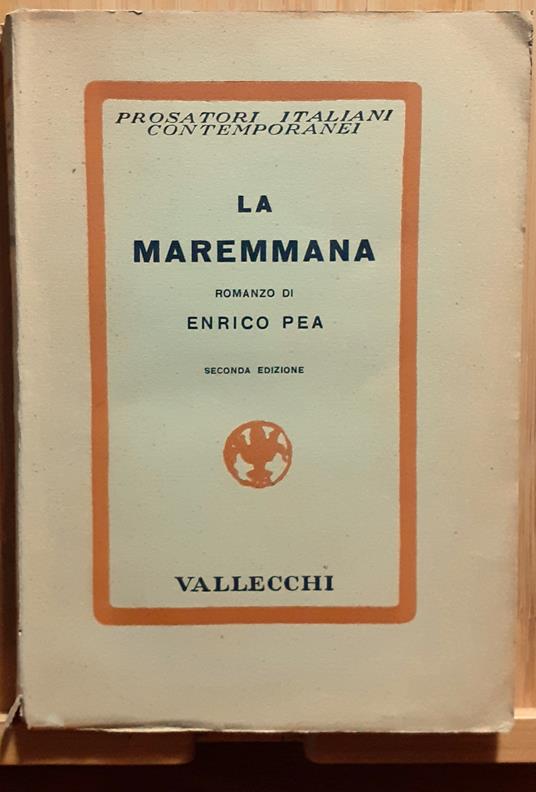 PROSATORI ITALIANI
CONTEMPORANEI
LA
MAREMMANA
ROMANZO DI
ENRICO PEA
SECONDA EDIZIONE
VALLECCHI